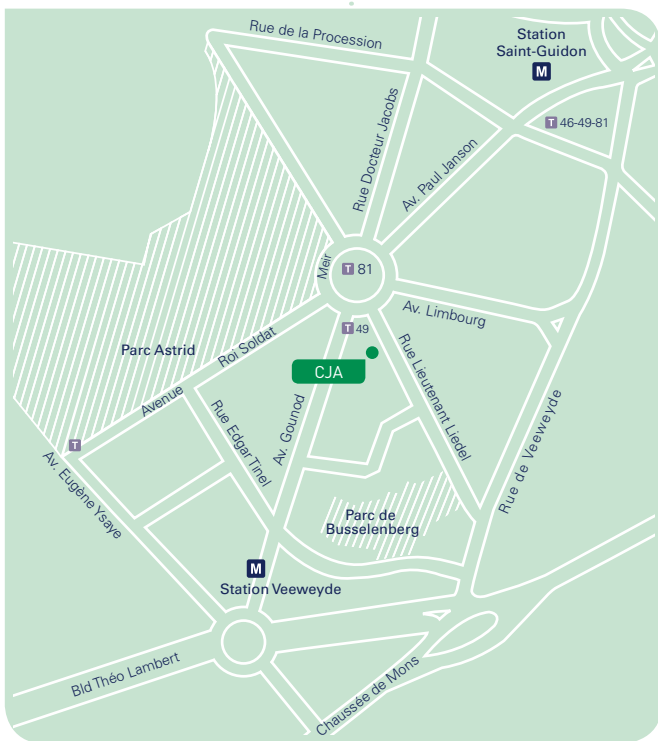 Rue de la Procession
Station
Saint-Guidon
M
T 46-49-81
Rue Docteur Jacobs
Av. Paul Janson
Meir
T 81
Av. Limbourg
T 49
Parc Astrid
Roi Soldat
CJA
Rue Lieutenant Liedel
Avenue
Rue Edgar Tinel
Av. Gounod
Rue de Veeweyde
T
Av. Eugène Ysaye
Parc de
Busselenberg
M
Station Veeweyde
Bld Théo Lambert
Chaussée de Mons